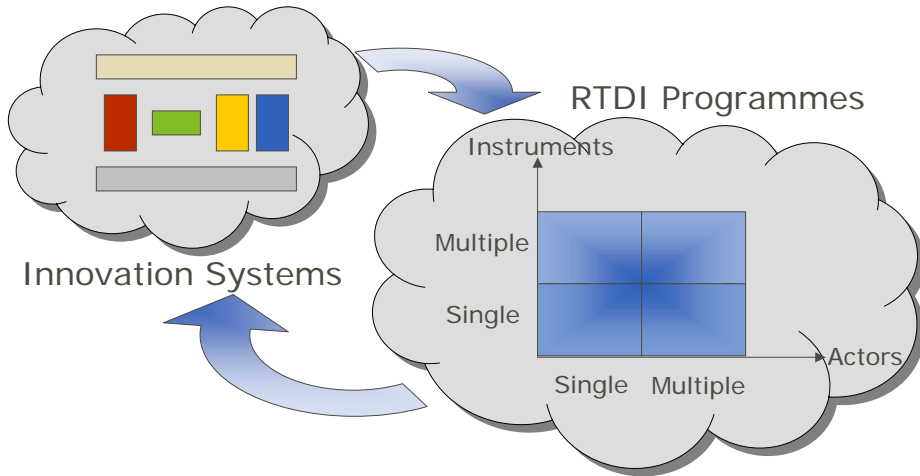 RTDI Programmes
Instruments
Multiple
Innovation Systems
Single
Actors
Single Multiple